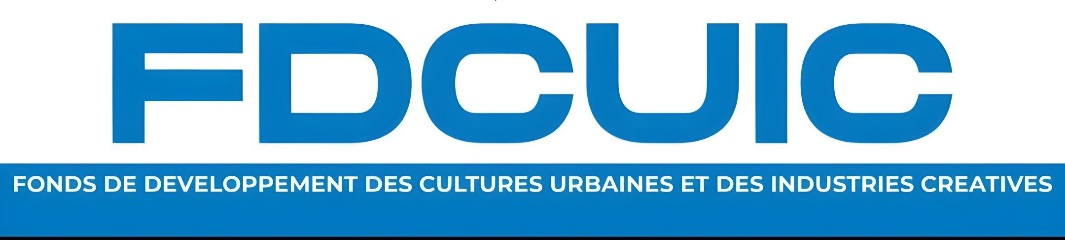 FDCUIC
FONDS DE DEVELOPPEMENT DES CULTURES URBAINES ET DES INDUSTRIES CREATIVES